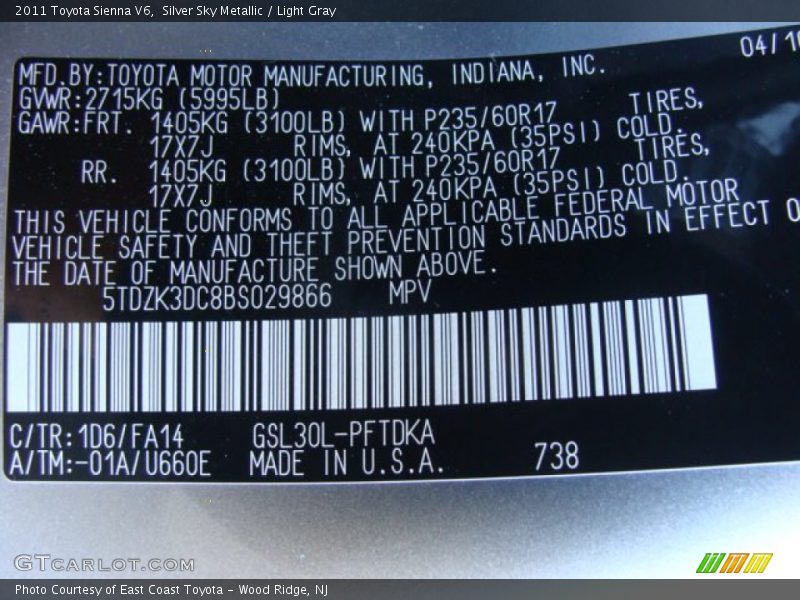 2011 Toyota Sienna V6,  Silver Sky Metallic / Light Gray
04/10
MFD.BY:TOYOTA MOTOR MANUFACTURING, INDIANA, INC.
GVWR:2715KG (5995LB)
GAWR:FRT. 1405KG (3100LB) WITH P235/60R17 TIRES,
17X7J RIMS, AT 240KPA (35PSI) COLD.
RR. 1405KG (3100LB) WITH P235/60R17 TIRES,
17X7J RIMS, AT 240KPA (35PSI) COLD.
THIS VEHICLE CONFORMS TO ALL APPLICABLE FEDERAL MOTOR
VEHICLE SAFETY AND THEFT PREVENTION STANDARDS IN EFFECT O
THE DATE OF MANUFACTURE SHOWN ABOVE.
5TDZK3DC8BS029866 MPV
C/TR:1D6/FA14 GSL30L-PFTDKA
A/TM:-01A/U660E MADE IN U.S.A. 738
GTCARLOT.COM
Photo Courtesy of East Coast Toyota - Wood Ridge, NJ